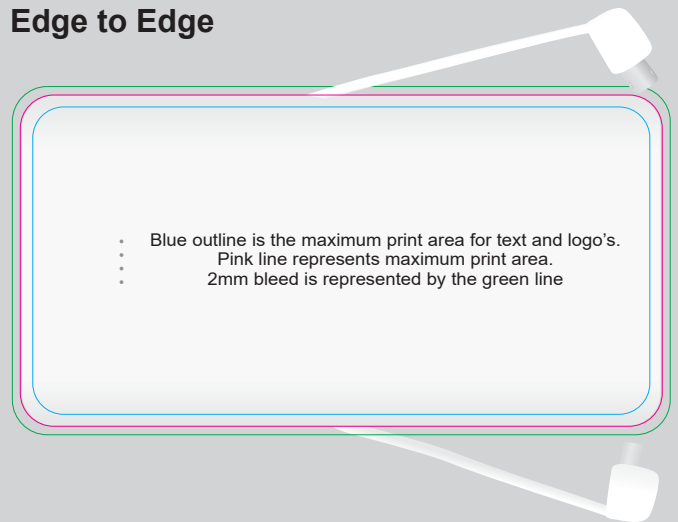 Edge to Edge
Blue outline is the maximum print area for text and logo’s.
Pink line represents maximum print area.
2mm bleed is represented by the green line